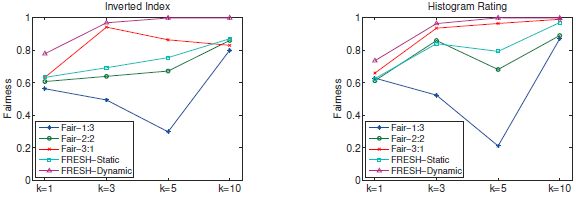 Inverted Index
Fairness
1
0.8
0.6
0.4
0.2
0
Fair-1:3
Fair-2:2
Fair-3:1
FRESH-Static
FRESH-Dynamic
k=1 k=3 k=5 k=10
Histogram Rating
Fairness
1
0.8
0.6
0.4
0.2
0
Fair-1:3
Fair-2:2
Fair-3:1
FRESH-Static
FRESH-Dynamic
k=1 k=3 k=5 k=10